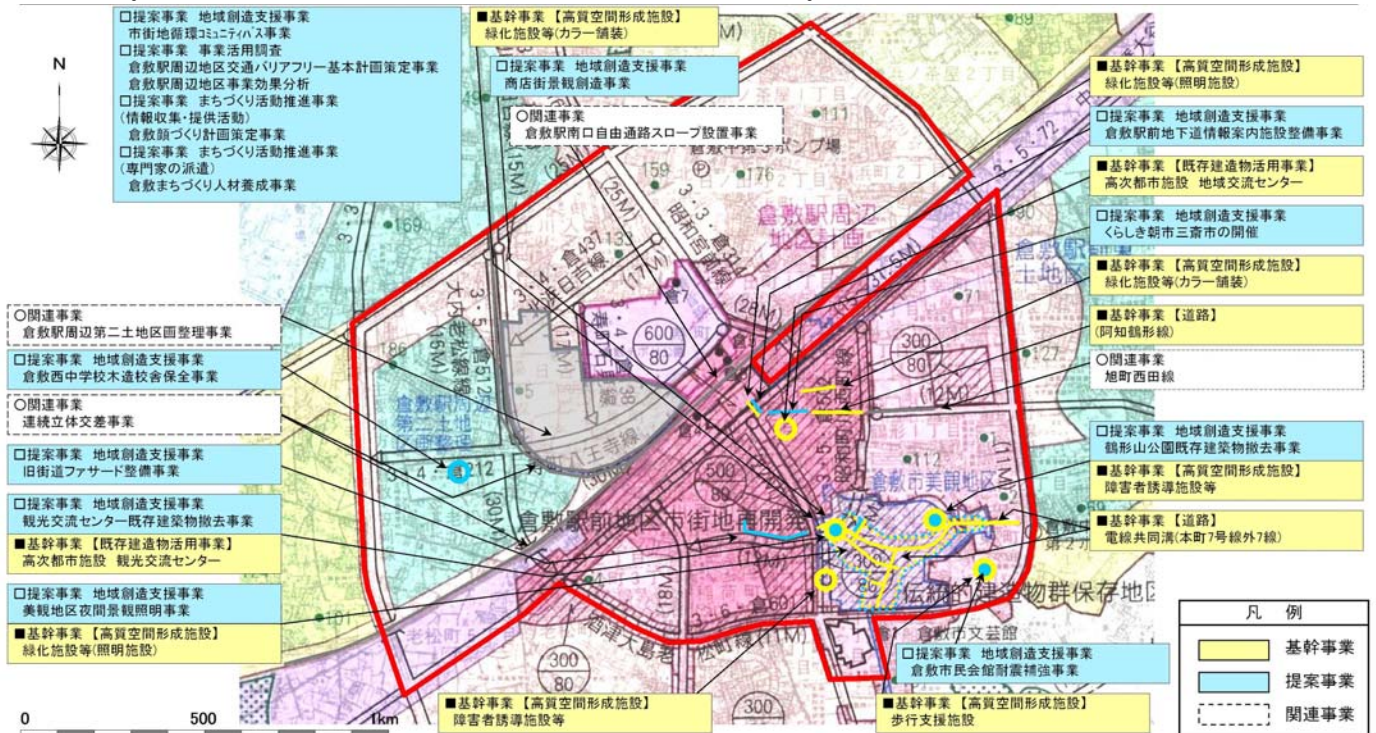 □提案事業 地域創造支援事業
市街地循環コミュニティバス事業
□提案事業 事業活用調査
倉敷駅周辺地区交通バリアフリー基本計画策定事業
倉敷駅周辺地区事業効果分析
□提案事業 まちづくり活動推進事業
(情報収集・提供活動)
倉敷顔づくり計画策定事業
□提案事業 まちづくり活動推進事業
(専門家の派遣)
倉敷まちづくり人材養成事業
■基幹事業 【高質空間形成施設】
緑化施設等(カラー舗装)
□提案事業 地域創造支援事業
商店街景観創造事業
○関連事業
倉敷駅南口自由通路スロープ設置事業
■基幹事業 【高質空間形成施設】
緑化施設等(照明施設)
□提案事業 地域創造支援事業
倉敷駅前地下道情報案内施設整備事業
■基幹事業 【既存建造物活用事業】
高次都市施設 地域交流センター
□提案事業 地域創造支援事業
くらしき朝市三斎市の開催
■基幹事業 【高質空間形成施設】
緑化施設等(カラー舗装)
■基幹事業 【道路】
(阿知鶴形線)
○関連事業
旭町西田線
□提案事業 地域創造支援事業
鶴形山公園既存建築物撤去事業
■基幹事業 【高質空間形成施設】
障害者誘導施設等
■基幹事業 【道路】
電線共同溝(本町7号線外7線)
○関連事業
倉敷駅周辺第二土地区画整理事業
□提案事業 地域創造支援事業
倉敷西中学校木造校舎保全事業
○関連事業
連続立体交差事業
□提案事業 地域創造支援事業
旧街道ファサード整備事業
□提案事業 地域創造支援事業
観光交流センター既存建築物撤去事業
■基幹事業 【既存建造物活用事業】
高次都市施設 観光交流センター
□提案事業 地域創造支援事業
美観地区夜間景観照明事業
■基幹事業 【高質空間形成施設】
緑化施設等(照明施設)
■基幹事業 【高質空間形成施設】
障害者誘導施設等
□提案事業 地域創造支援事業
倉敷市民会館耐震補強事業
■基幹事業 【高質空間形成施設】
歩行支援施設
N
倉敷駅周辺
地区計画
倉敷市美観地区
倉敷駅前地区市街地再開発
伝統的建造物群保存地区
倉敷市文芸館
600
80
300
80
500
80
300
80
300
(25M)
(15M)
(25M)
(17M)
(28M)
(31.5M)
(12M)
(11M)
(16M)
(30M)
(18M)
(11M)
159
176
111
169
186
181
112
127
71
89
90
0 500 1km
凡 例
基幹事業
提案事業
関連事業